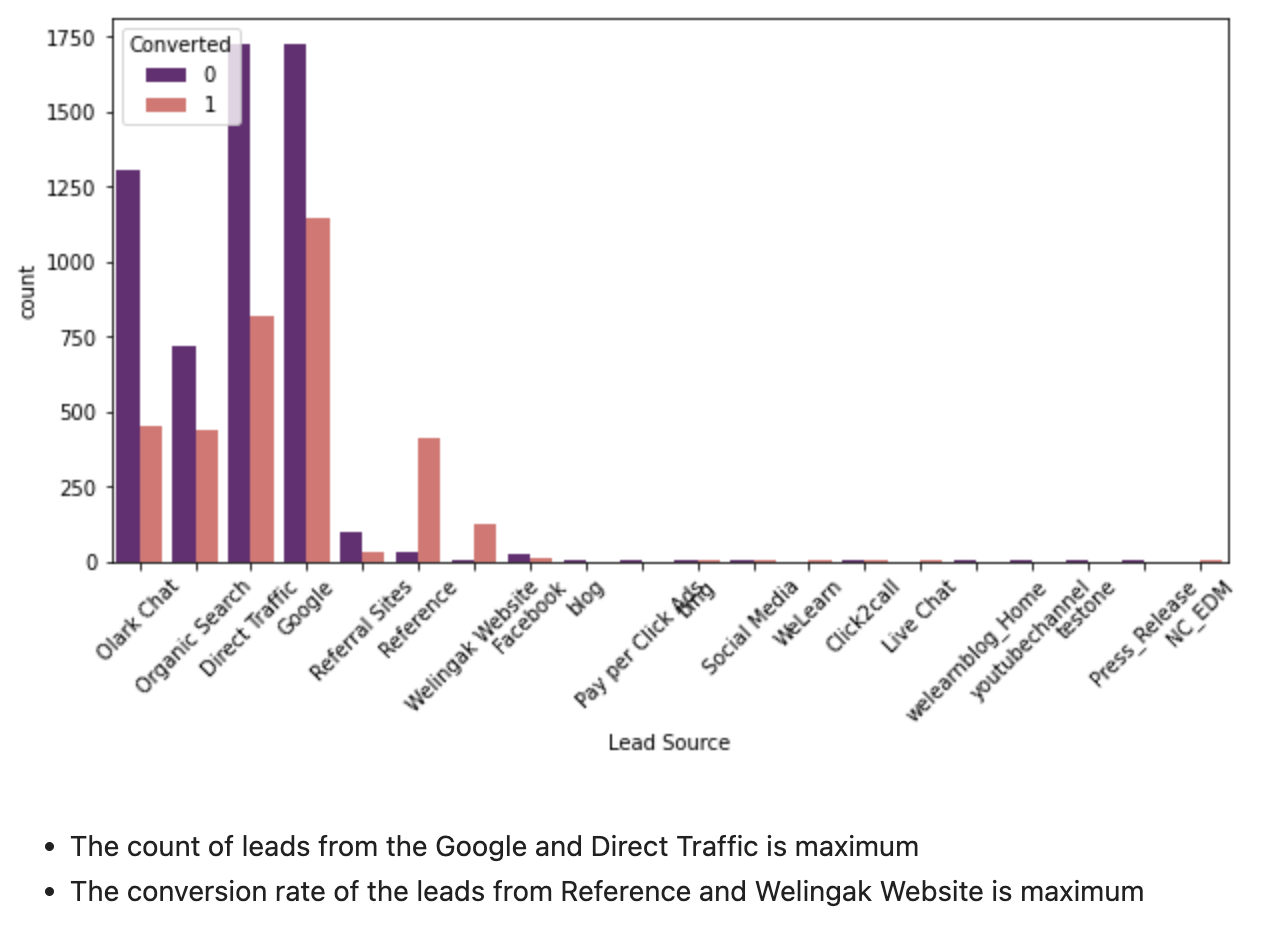 Converted
0
1
1750
1500
1250
1000
750
500
250
0
count
Olark Chat
Organic Search
Direct Traffic
Google
Referral Sites
Reference
Welingak Website
Facebook
blog
Pay per Click Ads
bing
Social Media
WeLearn
Click2call
Live Chat
welearnblog_Home
youtubechannel
testone
Press_Release
NC_EDM
Lead Source
• The count of leads from the Google and Direct Traffic is maximum
• The conversion rate of the leads from Reference and Welingak Website is maximum